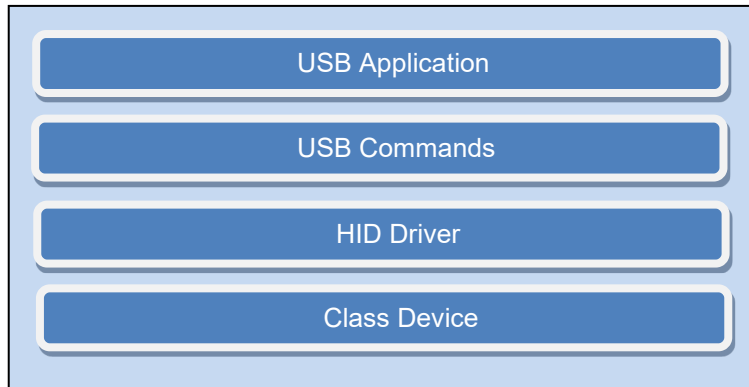 USB Application
USB Commands
HID Driver
Class Device